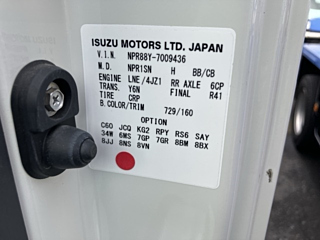 ISUZU MOTORS LTD. JAPAN
V.I.N. NPR88Y-7009436
M.D. NPR1SN H BB/CB
ENGINE LNE/4JZ1 RR AXLE 6CP
TRANS. Y6N FINAL R41
TIRE CRP
B.COLOR/TRIM 729/160
OPTION
C60 JCQ KG2 RPY RS6 SAY
34W 6MS 7GP 7GR 8BM 8BX
8JJ 8NS 8VN